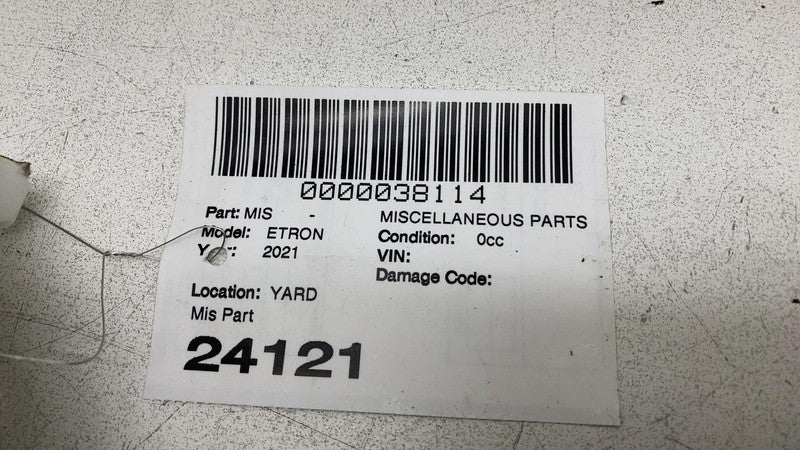 0000038114
Part: MIS - MISCELLANEOUS PARTS
Model: ETRON Condition: 0cc
2021 VIN:
Damage Code:
Location: YARD
Mis Part
24121